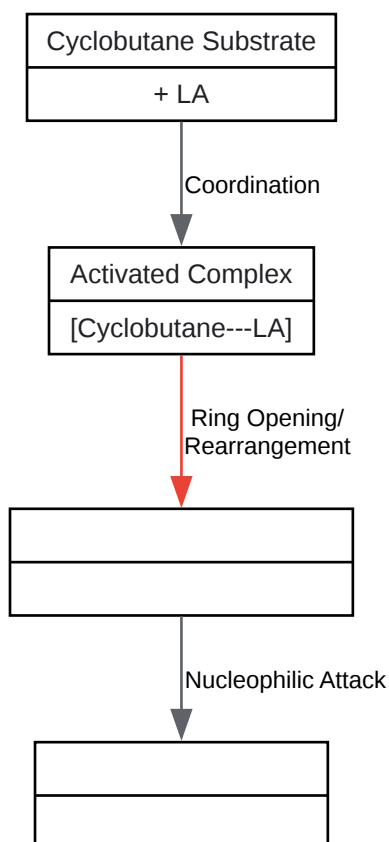 Cyclobutane Substrate
+ LA
Coordination
Activated Complex
[Cyclobutane---LA]
Ring Opening/
Rearrangement
Nucleophilic Attack